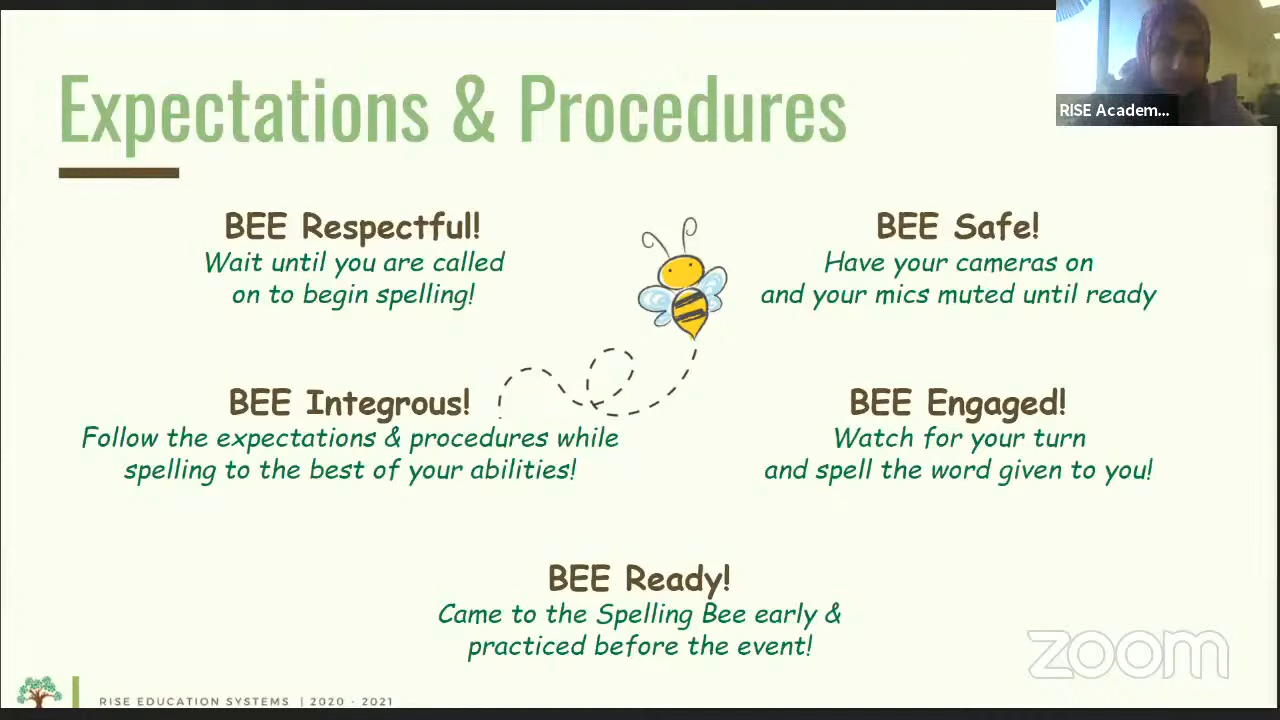 Expectations & Procedures
RISE Academ...
BEE Respectful!
Wait until you are called
on to begin spelling!
BEE Safe!
Have your cameras on
and your mics muted until ready
BEE Integrous!
Follow the expectations & procedures while
spelling to the best of your abilities!
BEE Engaged!
Watch for your turn
and spell the word given to you!
BEE Ready!
Came to the Spelling Bee early &
practiced before the event!
zoom
RISE EDUCATION SYSTEMS | 2020 - 2021